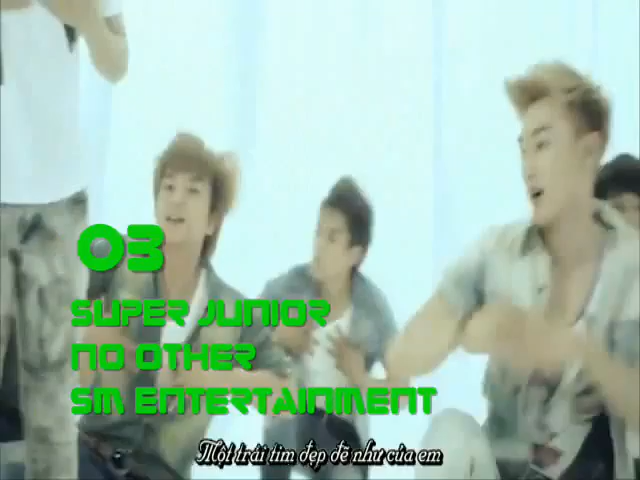 03
SUPER JUNIOR
NO OTHER
SM ENTERTAINMENT
Một trái tim đẹp đẽ như của em